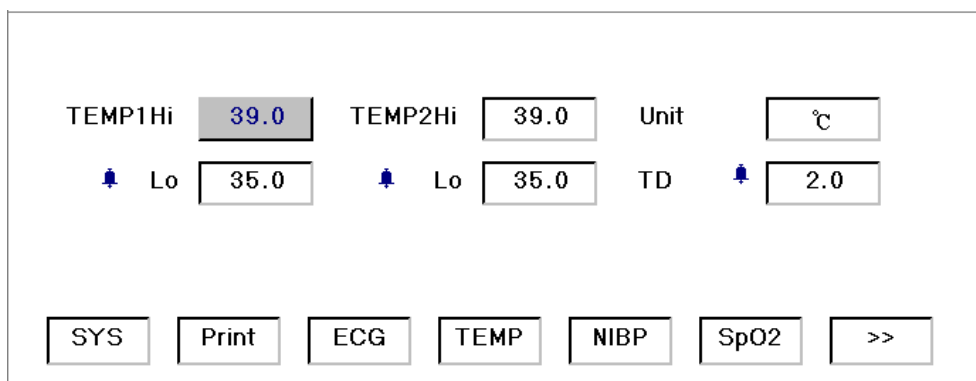 TEMP1Hi 39.0 TEMP2Hi 39.0 Unit ℃
Lo 35.0 Lo 35.0 TD 2.0
SYS Print ECG TEMP NIBP SpO2 >>